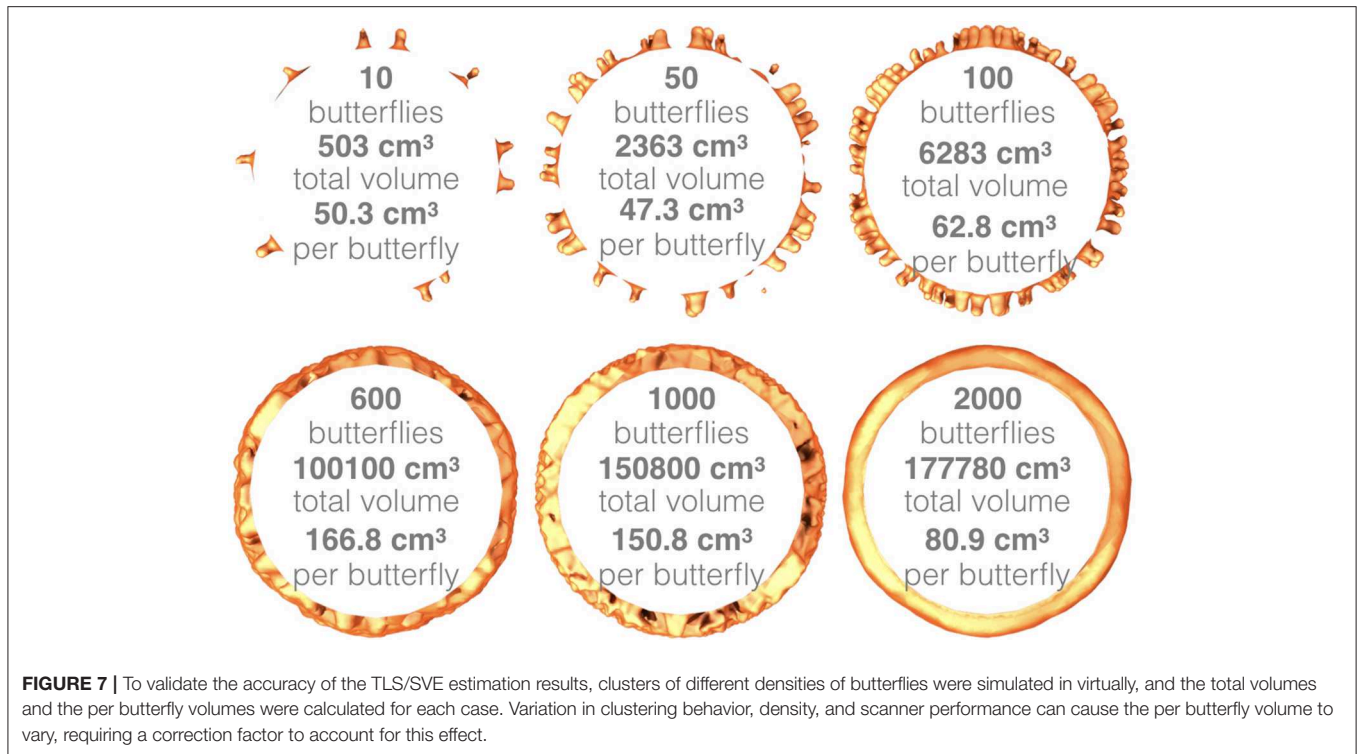 10
butterflies
503 cm³
total volume
50.3 cm³
per butterfly
50
butterflies
2363 cm³
total volume
47.3 cm³
per butterfly
100
butterflies
6283 cm³
total volume
62.8 cm³
per butterfly
600
butterflies
100100 cm³
total volume
166.8 cm³
per butterfly
1000
butterflies
150800 cm³
total volume
150.8 cm³
per butterfly
2000
butterflies
177780 cm³
total volume
80.9 cm³
per butterfly
FIGURE 7 | To validate the accuracy of the TLS/SVE estimation results, clusters of different densities of butterflies were simulated in virtually, and the total volumes
and the per butterfly volumes were calculated for each case. Variation in clustering behavior, density, and scanner performance can cause the per butterfly volume to
vary, requiring a correction factor to account for this effect.